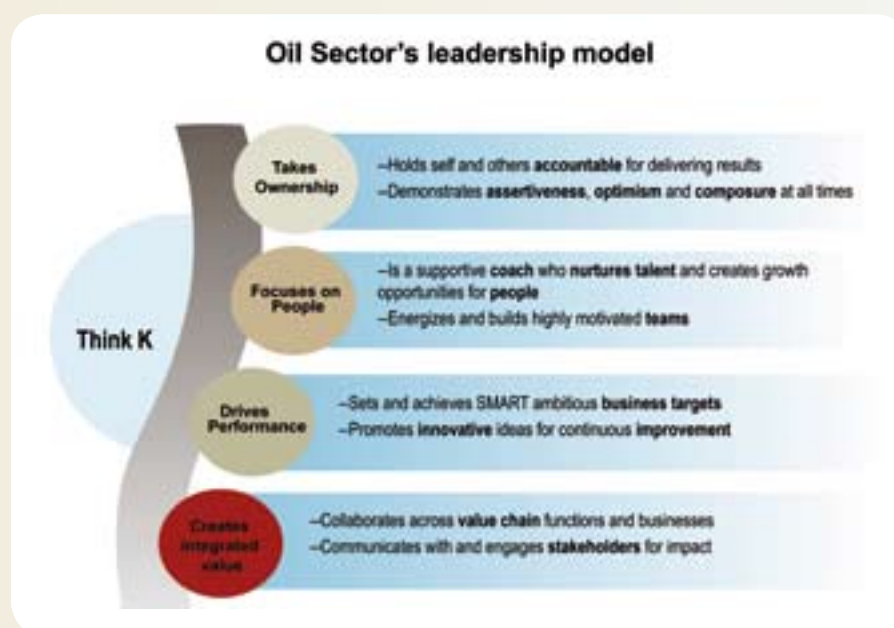 Oil Sector's leadership model
Think K
Takes
Ownership
–Holds self and others accountable for delivering results
–Demonstrates assertiveness, optimism and composure at all times
Focuses on
People
–Is a supportive coach who nurtures talent and creates growth
opportunities for people
–Energizes and builds highly motivated teams
Drives
Performance
–Sets and achieves SMART ambitious business targets
–Promotes innovative ideas for continuous improvement
Creates
integrated
value
–Collaborates across value chain functions and businesses
–Communicates with and engages stakeholders for impact